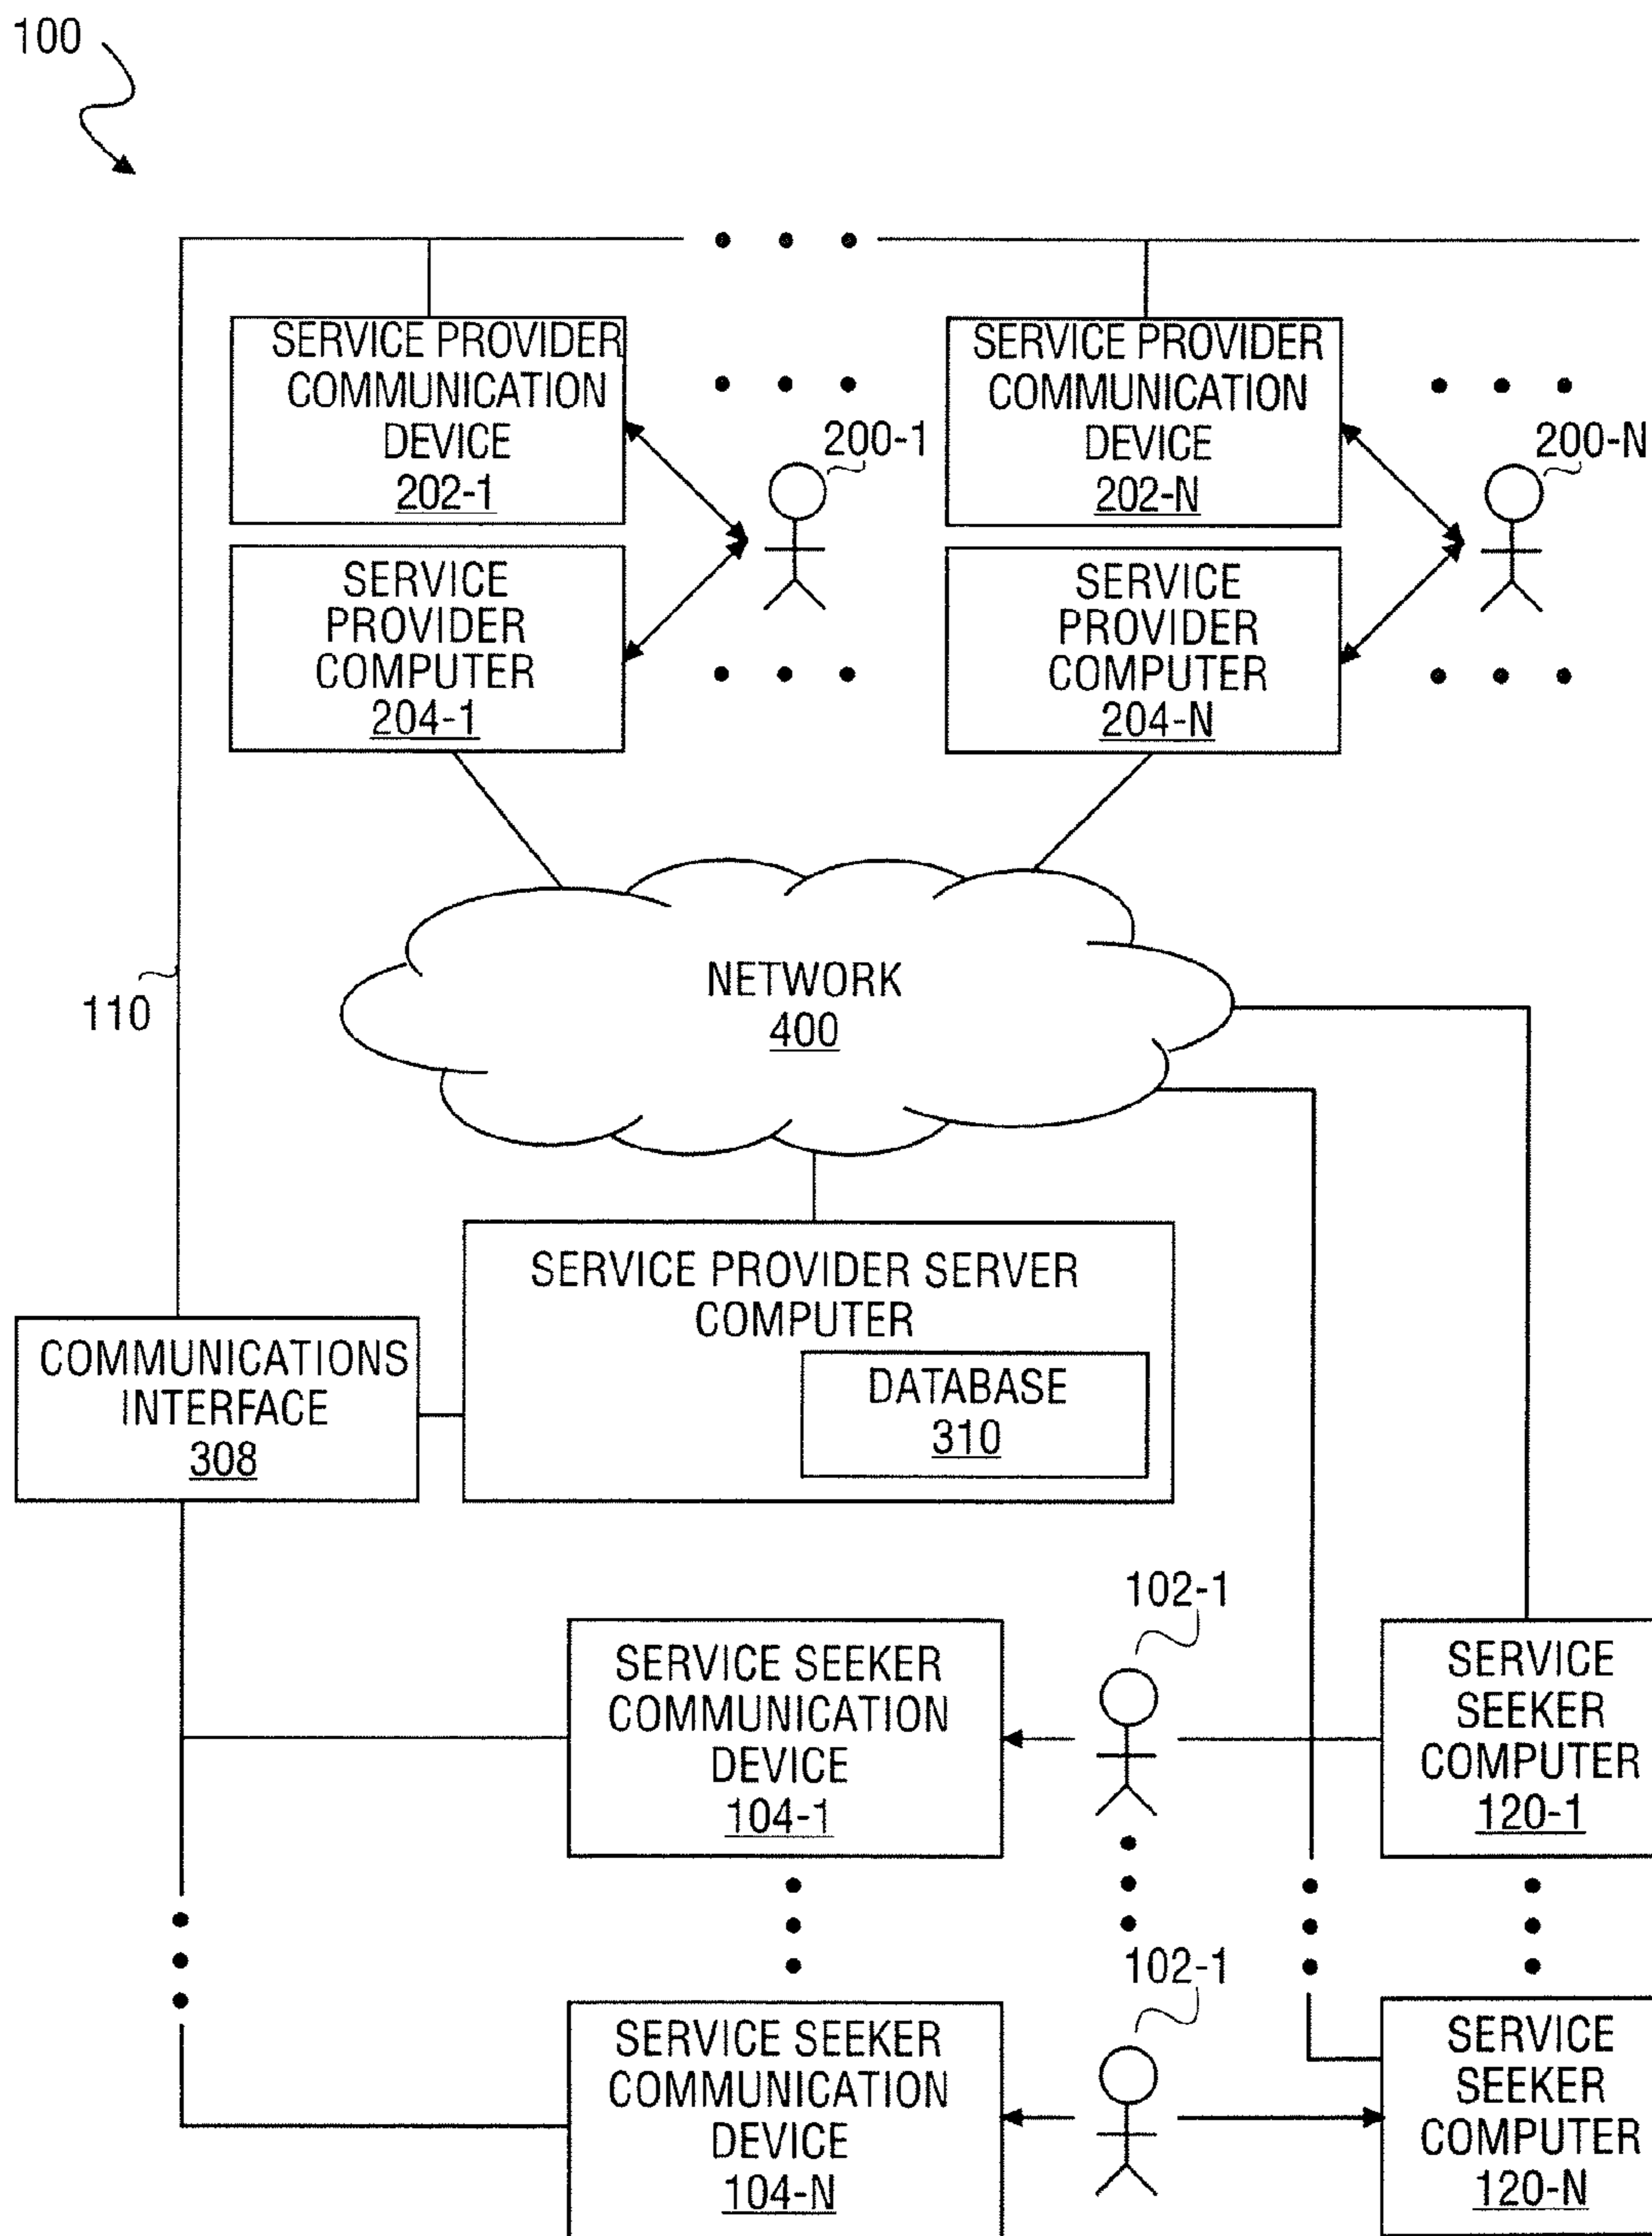 100
SERVICE PROVIDER
COMMUNICATION
DEVICE
202-1
200-1
SERVICE PROVIDER
COMMUNICATION
DEVICE
202-N
200-N
SERVICE
PROVIDER
COMPUTER
204-1
SERVICE
PROVIDER
COMPUTER
204-N
NETWORK
400
110
SERVICE PROVIDER SERVER
COMPUTER
DATABASE
310
COMMUNICATIONS
INTERFACE
308
102-1
SERVICE SEEKER
COMMUNICATION
DEVICE
104-1
SERVICE
SEEKER
COMPUTER
120-1
102-1
SERVICE SEEKER
COMMUNICATION
DEVICE
104-N
SERVICE
SEEKER
COMPUTER
120-N